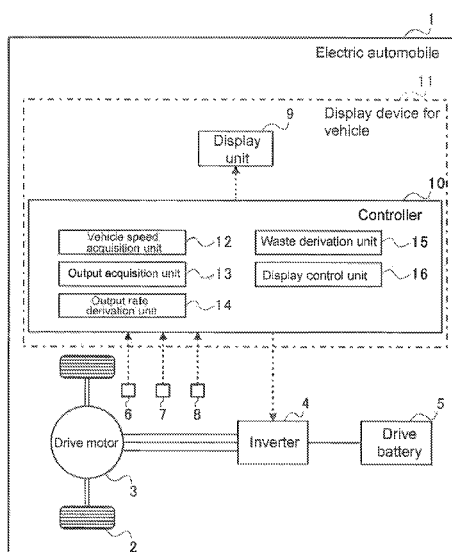 1
Electric automobile
11
Display device for
vehicle
9
Display
unit
10
Controller
Vehicle speed
acquisition unit
12
Waste derivation unit
15
Output acquisition unit
13
Display control unit
16
Output rate
derivation unit
14
6
7
8
4
5
Drive motor
Inverter
Drive
battery
3
2